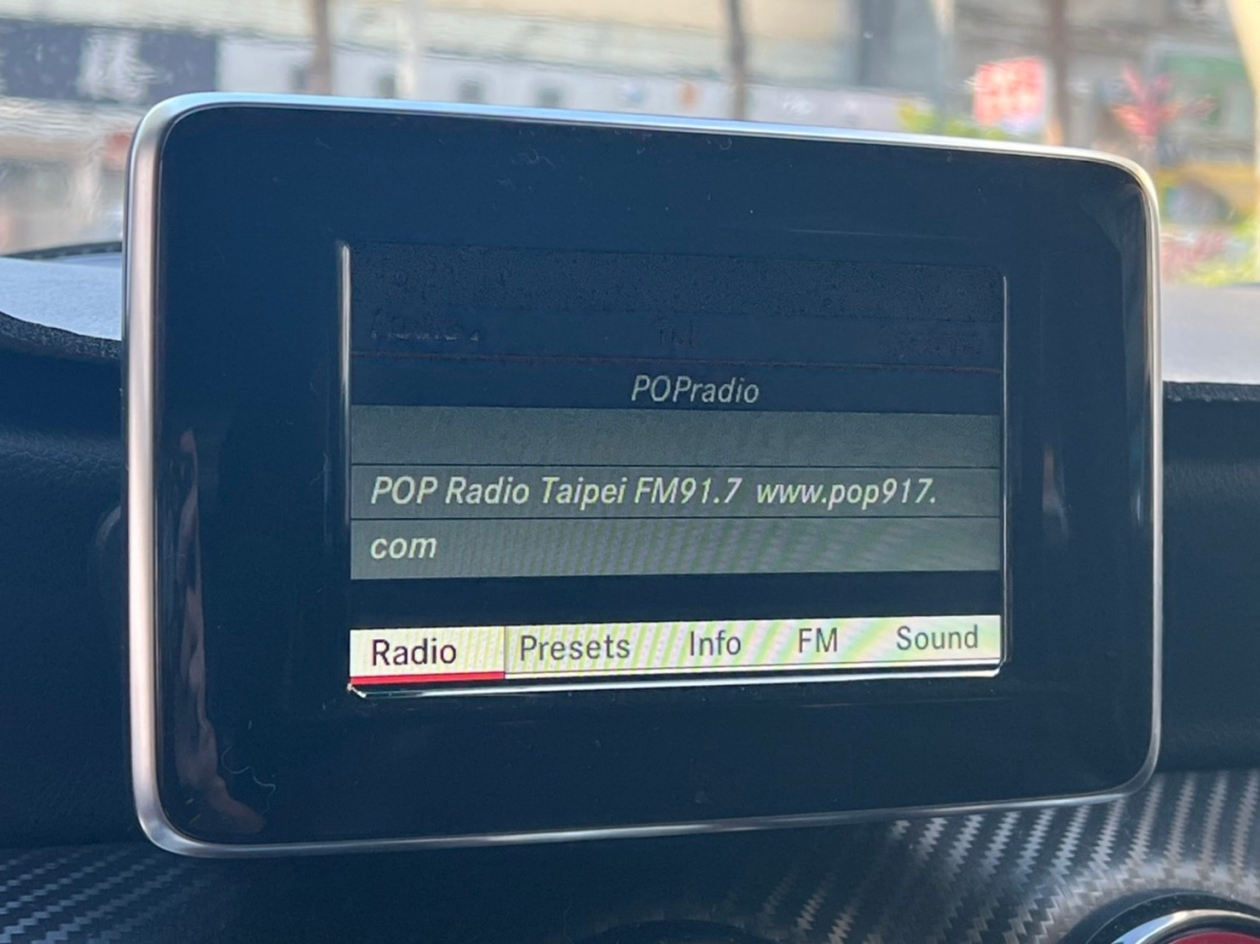 POPradio
POP Radio Taipei FM91.7 www.pop917.
com
Radio Presets Info FM Sound